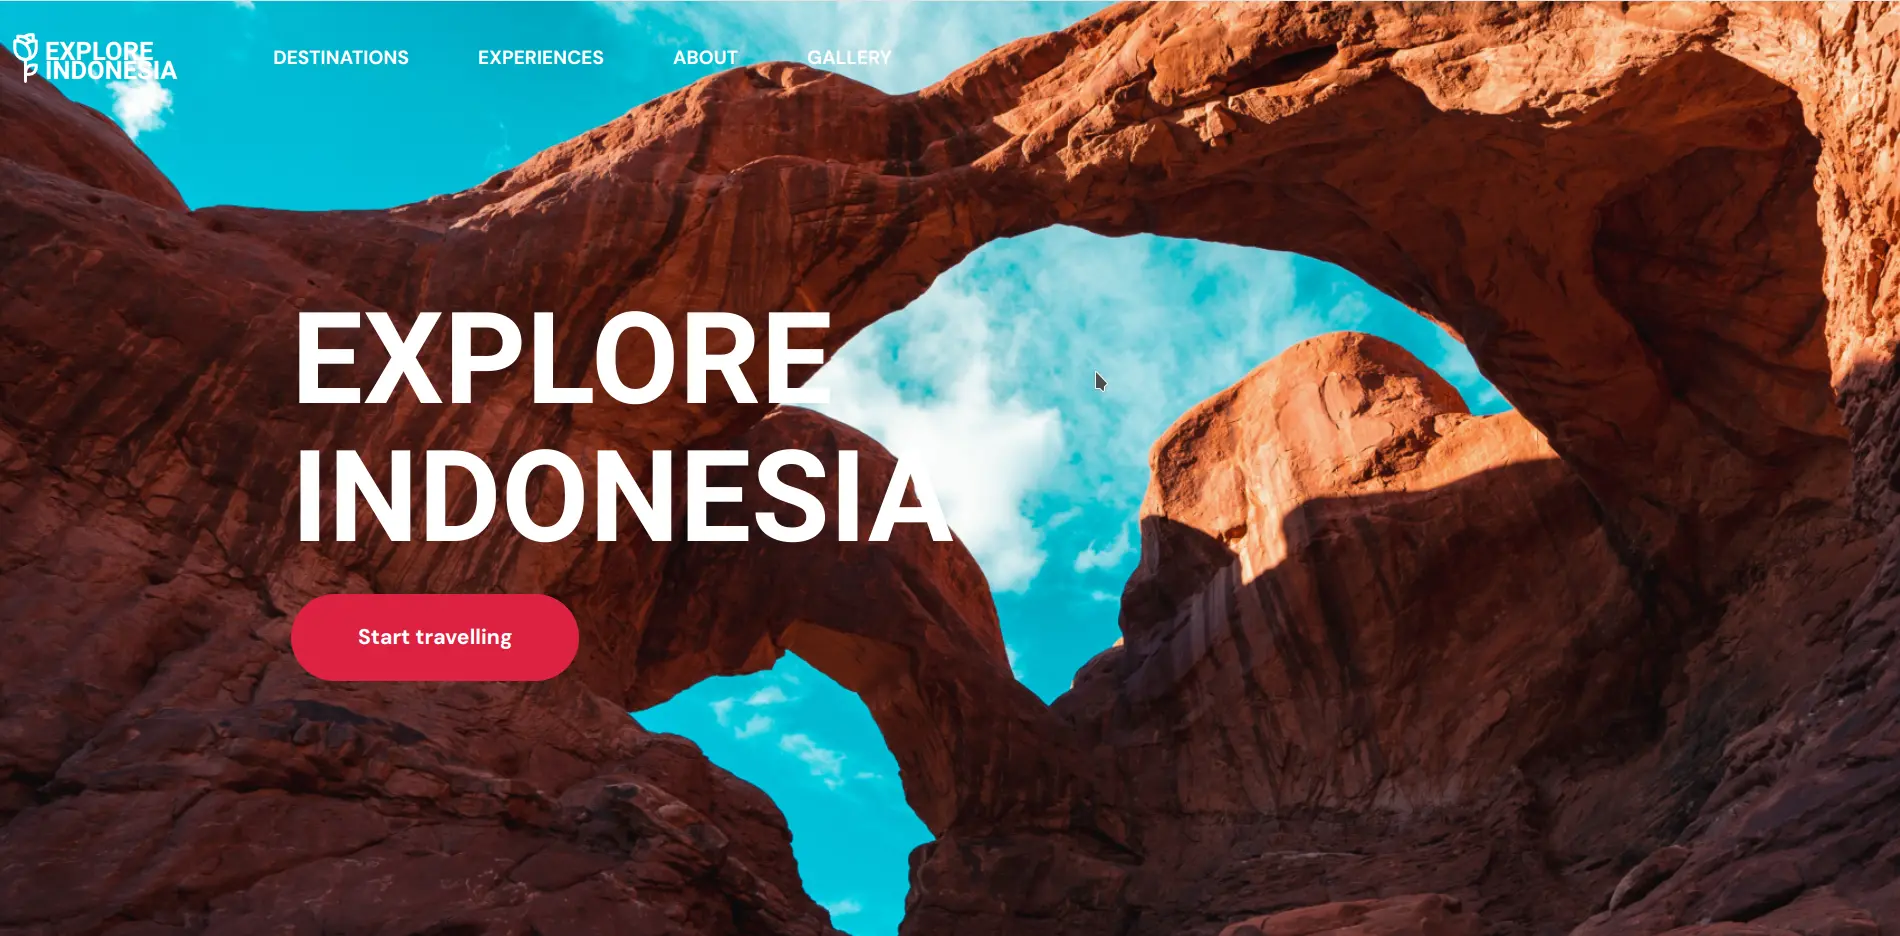 EXPLORE
INDONESIA
DESTINATIONS
EXPERIENCES
ABOUT
GALLERY
EXPLORE
INDONESIA
Start travelling